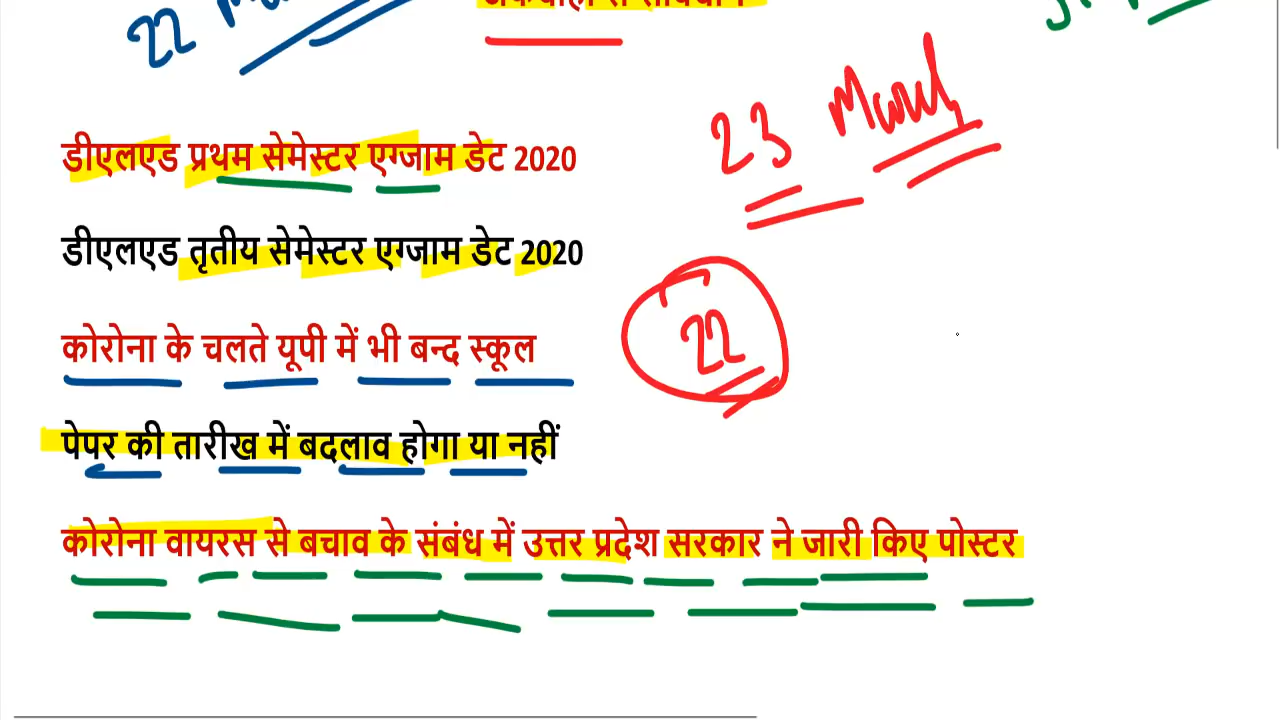 22
23 March
डीएलएड प्रथम सेमेस्टर एग्जाम डेट 2020
डीएलएड तृतीय सेमेस्टर एग्जाम डेट 2020
22
कोरोना के चलते यूपी में भी बन्द स्कूल
पेपर की तारीख में बदलाव होगा या नहीं
कोरोना वायरस से बचाव के संबंध में उत्तर प्रदेश सरकार ने जारी किए पोस्टर